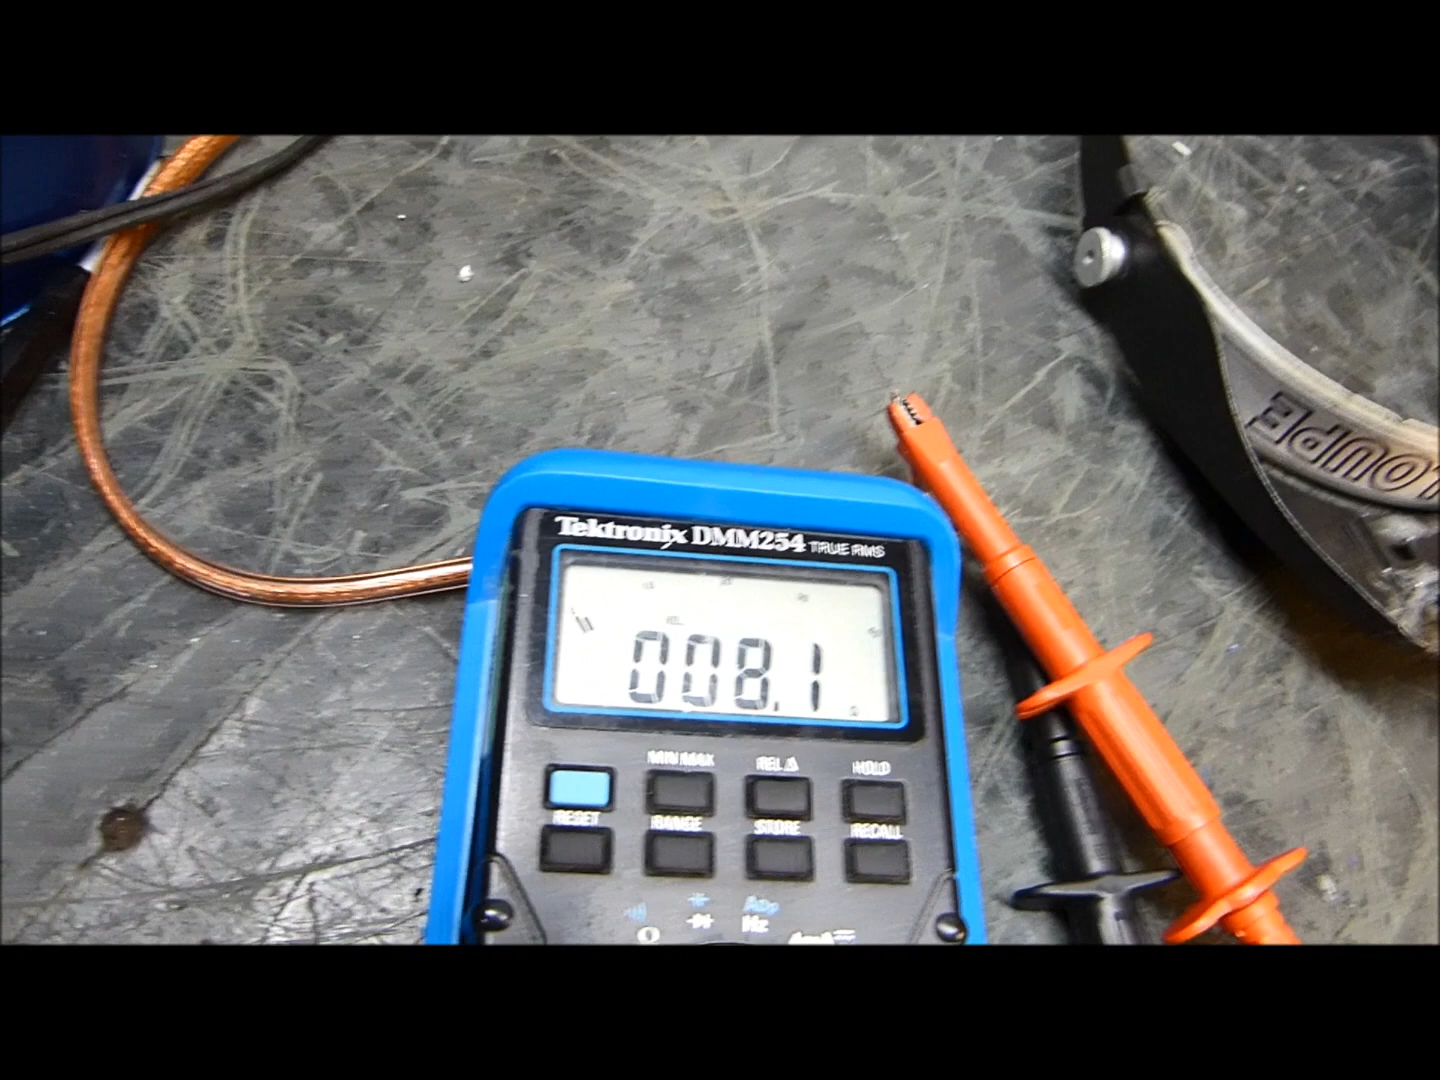 Tektronix DMM254 TRUE RMS
008.1
MIN MAX REL Δ HOLD
RESET RANGE STORE RECALL
Hz
OUPE